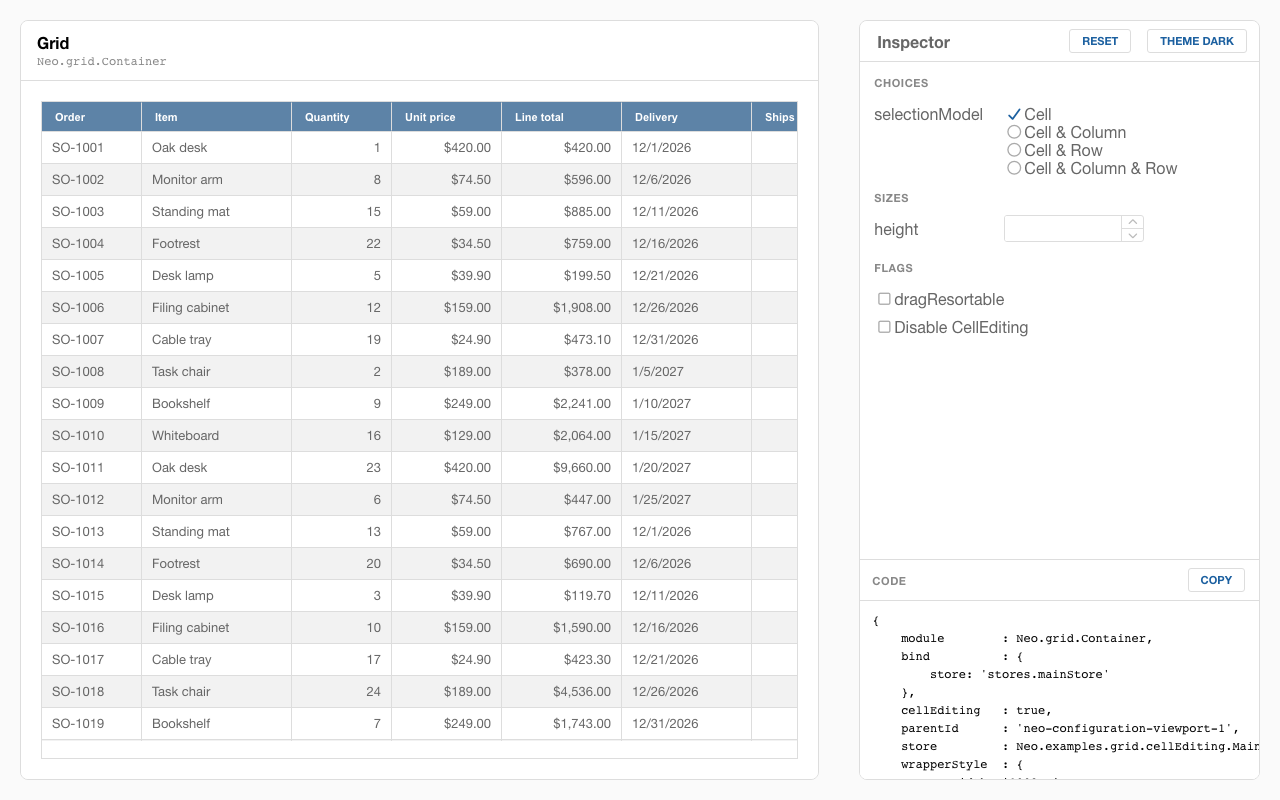 Grid
Neo.grid.Container
Order Item Quantity Unit price Line total Delivery Ships
SO-1001 Oak desk 1 $420.00 $420.00 12/1/2026
SO-1002 Monitor arm 8 $74.50 $596.00 12/6/2026
SO-1003 Standing mat 15 $59.00 $885.00 12/11/2026
SO-1004 Footrest 22 $34.50 $759.00 12/16/2026
SO-1005 Desk lamp 5 $39.90 $199.50 12/21/2026
SO-1006 Filing cabinet 12 $159.00 $1,908.00 12/26/2026
SO-1007 Cable tray 19 $24.90 $473.10 12/31/2026
SO-1008 Task chair 2 $189.00 $378.00 1/5/2027
SO-1009 Bookshelf 9 $249.00 $2,241.00 1/10/2027
SO-1010 Whiteboard 16 $129.00 $2,064.00 1/15/2027
SO-1011 Oak desk 23 $420.00 $9,660.00 1/20/2027
SO-1012 Monitor arm 6 $74.50 $447.00 1/25/2027
SO-1013 Standing mat 13 $59.00 $767.00 12/1/2026
SO-1014 Footrest 20 $34.50 $690.00 12/6/2026
SO-1015 Desk lamp 3 $39.90 $119.70 12/11/2026
SO-1016 Filing cabinet 10 $159.00 $1,590.00 12/16/2026
SO-1017 Cable tray 17 $24.90 $423.30 12/21/2026
SO-1018 Task chair 24 $189.00 $4,536.00 12/26/2026
SO-1019 Bookshelf 7 $249.00 $1,743.00 12/31/2026
Inspector RESET THEME DARK
CHOICES
selectionModel Cell
Cell & Column
Cell & Row
Cell & Column & Row
SIZES
height
FLAGS
dragResortable
Disable CellEditing
CODE COPY
{
module : Neo.grid.Container,
bind : {
store: 'stores.mainStore'
},
cellEditing : true,
parentId : 'neo-configuration-viewport-1',
store : Neo.examples.grid.cellEditing.Main
wrapperStyle : {